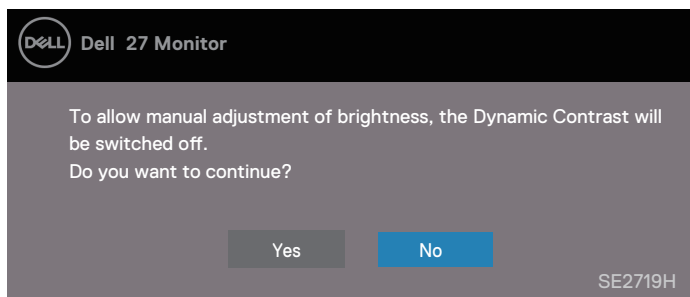 DELL Dell 27 Monitor
To allow manual adjustment of brightness, the Dynamic Contrast will
be switched off.
Do you want to continue?
Yes No
SE2719H